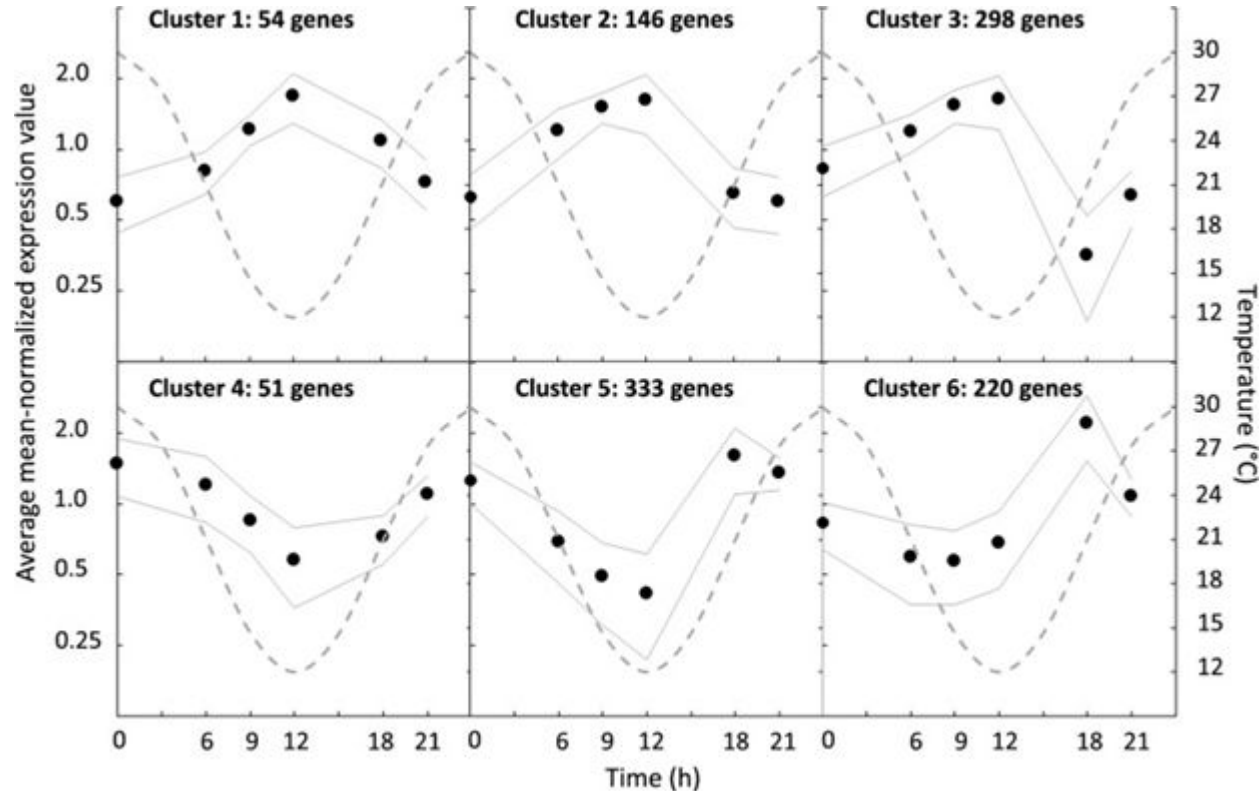 Cluster 1: 54 genes
Cluster 2: 146 genes
Cluster 3: 298 genes
Average mean-normalized expression value
2.0
1.0
0.5
0.25
30
27
24
21
18
15
12
Temperature (°C)
Cluster 4: 51 genes
Cluster 5: 333 genes
Cluster 6: 220 genes
2.0
1.0
0.5
0.25
30
27
24
21
18
15
12
0 6 9 12 18 21
0 6 9 12 18 21
0 6 9 12 18 21
Time (h)